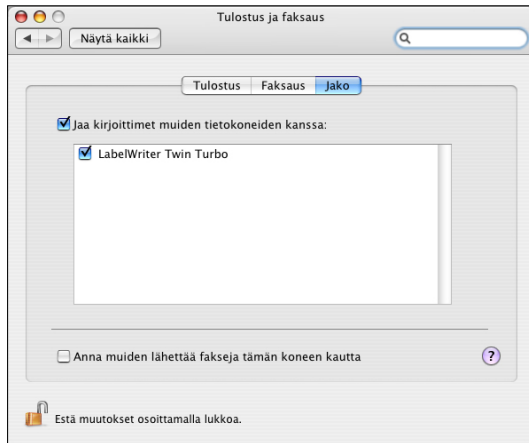 Tulostus ja faksaus
Näytä kaikki
Tulostus Faksaus Jako
Jaa kirjoittimet muiden tietokoneiden kanssa:
LabelWriter Twin Turbo
Anna muiden lähettää fakseja tämän koneen kautta
?
Estä muutokset osoittamalla lukkoa.